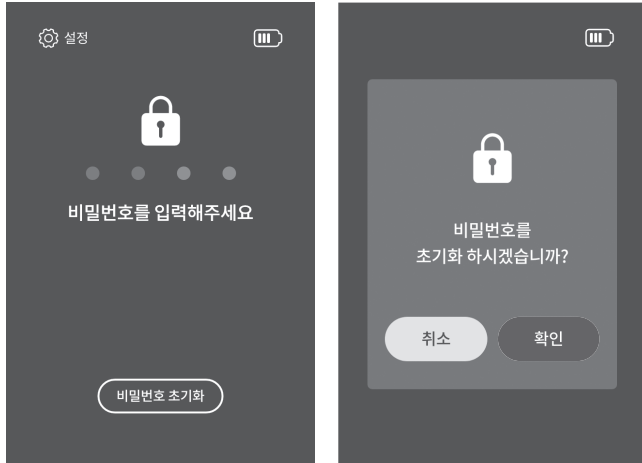 설정
비밀번호를 입력해주세요
비밀번호 초기화
비밀번호를
초기화 하시겠습니까?
취소
확인